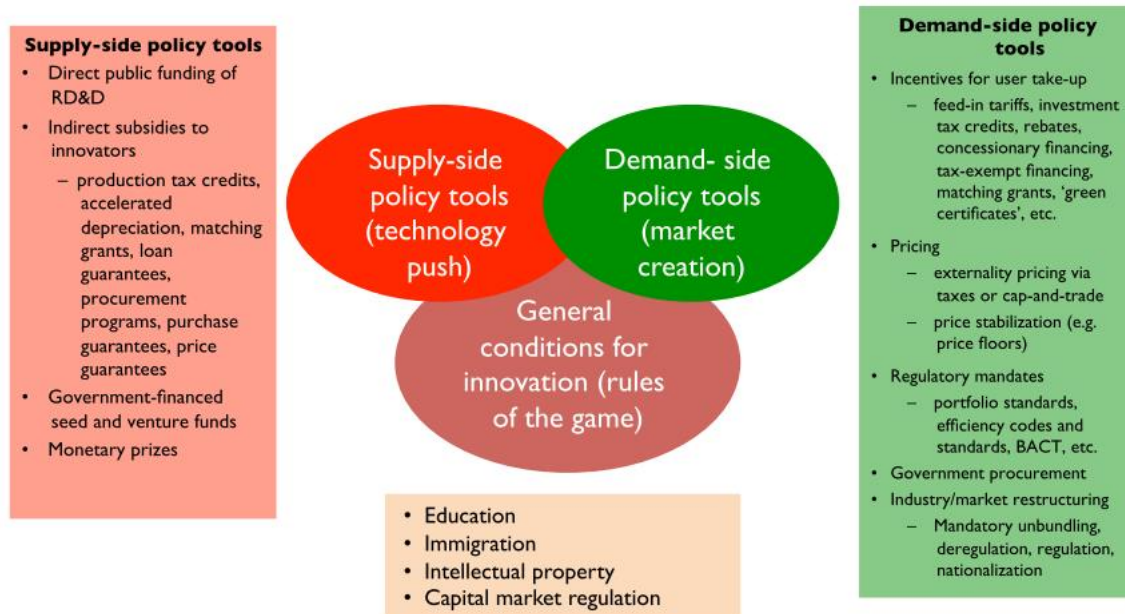 Supply-side policy tools
• Direct public funding of
RD&D
• Indirect subsidies to
innovators
– production tax credits,
accelerated
depreciation, matching
grants, loan
guarantees,
procurement
programs, purchase
guarantees, price
guarantees
• Government-financed
seed and venture funds
• Monetary prizes
Supply-side
policy tools
(technology
push)
Demand- side
policy tools
(market
creation)
General
conditions for
innovation (rules
of the game)
• Education
• Immigration
• Intellectual property
• Capital market regulation
Demand-side policy
tools
• Incentives for user take-up
– feed-in tariffs, investment
tax credits, rebates,
concessionary financing,
tax-exempt financing,
matching grants, ‘green
certificates’, etc.
• Pricing
– externality pricing via
taxes or cap-and-trade
– price stabilization (e.g.
price floors)
• Regulatory mandates
– portfolio standards,
efficiency codes and
standards, BACT, etc.
• Government procurement
• Industry/market restructuring
– Mandatory unbundling,
deregulation, regulation,
nationalization